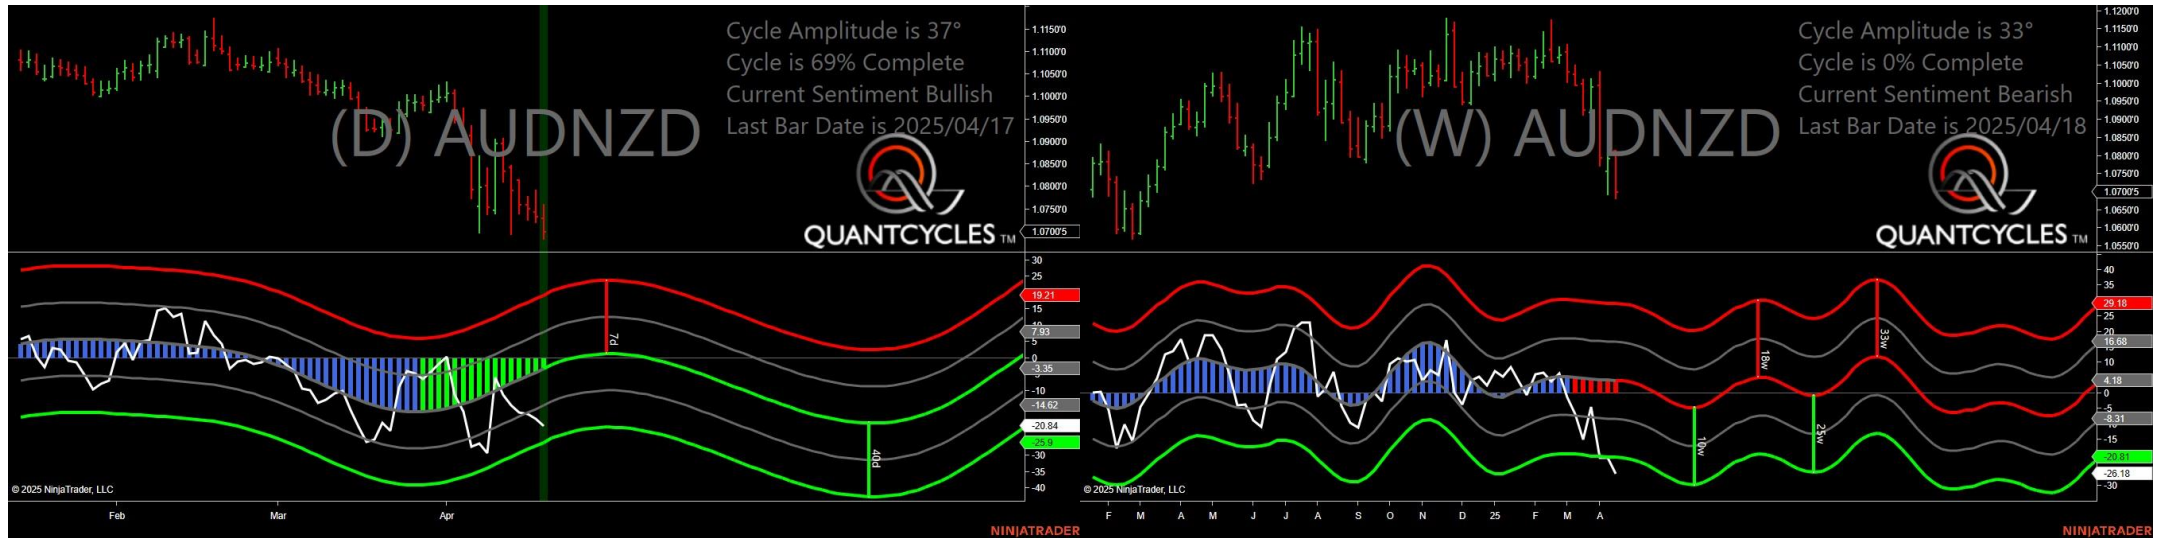 Cycle Amplitude is 37°
Cycle is 69% Complete
Current Sentiment Bullish
Last Bar Date is 2025/04/17
(D) AUDNZD
QUANTCYCLES TM
1.1150'0
1.1100'0
1.1050'0
1.1000'0
1.0950'0
1.0900'0
1.0850'0
1.0800'0
1.0750'0
1.0700'5
30
25
19.21
15
7.93
5
0
-3.35
-10
-14.62
-20.84
-25.9
-30
-35
-40
7d
40d
© 2025 NinjaTrader, LLC
Feb Mar Apr
NINJATRADER
Cycle Amplitude is 33°
Cycle is 0% Complete
Current Sentiment Bearish
Last Bar Date is 2025/04/18
(W) AUDNZD
QUANTCYCLES TM
1.1200'0
1.1150'0
1.1100'0
1.1050'0
1.1000'0
1.0950'0
1.0900'0
1.0850'0
1.0800'0
1.0750'0
1.0700'5
1.0650'0
1.0600'0
1.0550'0
40
35
29.18
25
20
16.68
10
4.18
0
-5
-8.31
-15
-20.81
-26.18
-30
18w
33w
10w
25w
© 2025 NinjaTrader, LLC
F M A M J J A S O N D 25 F M A
NINJATRADER